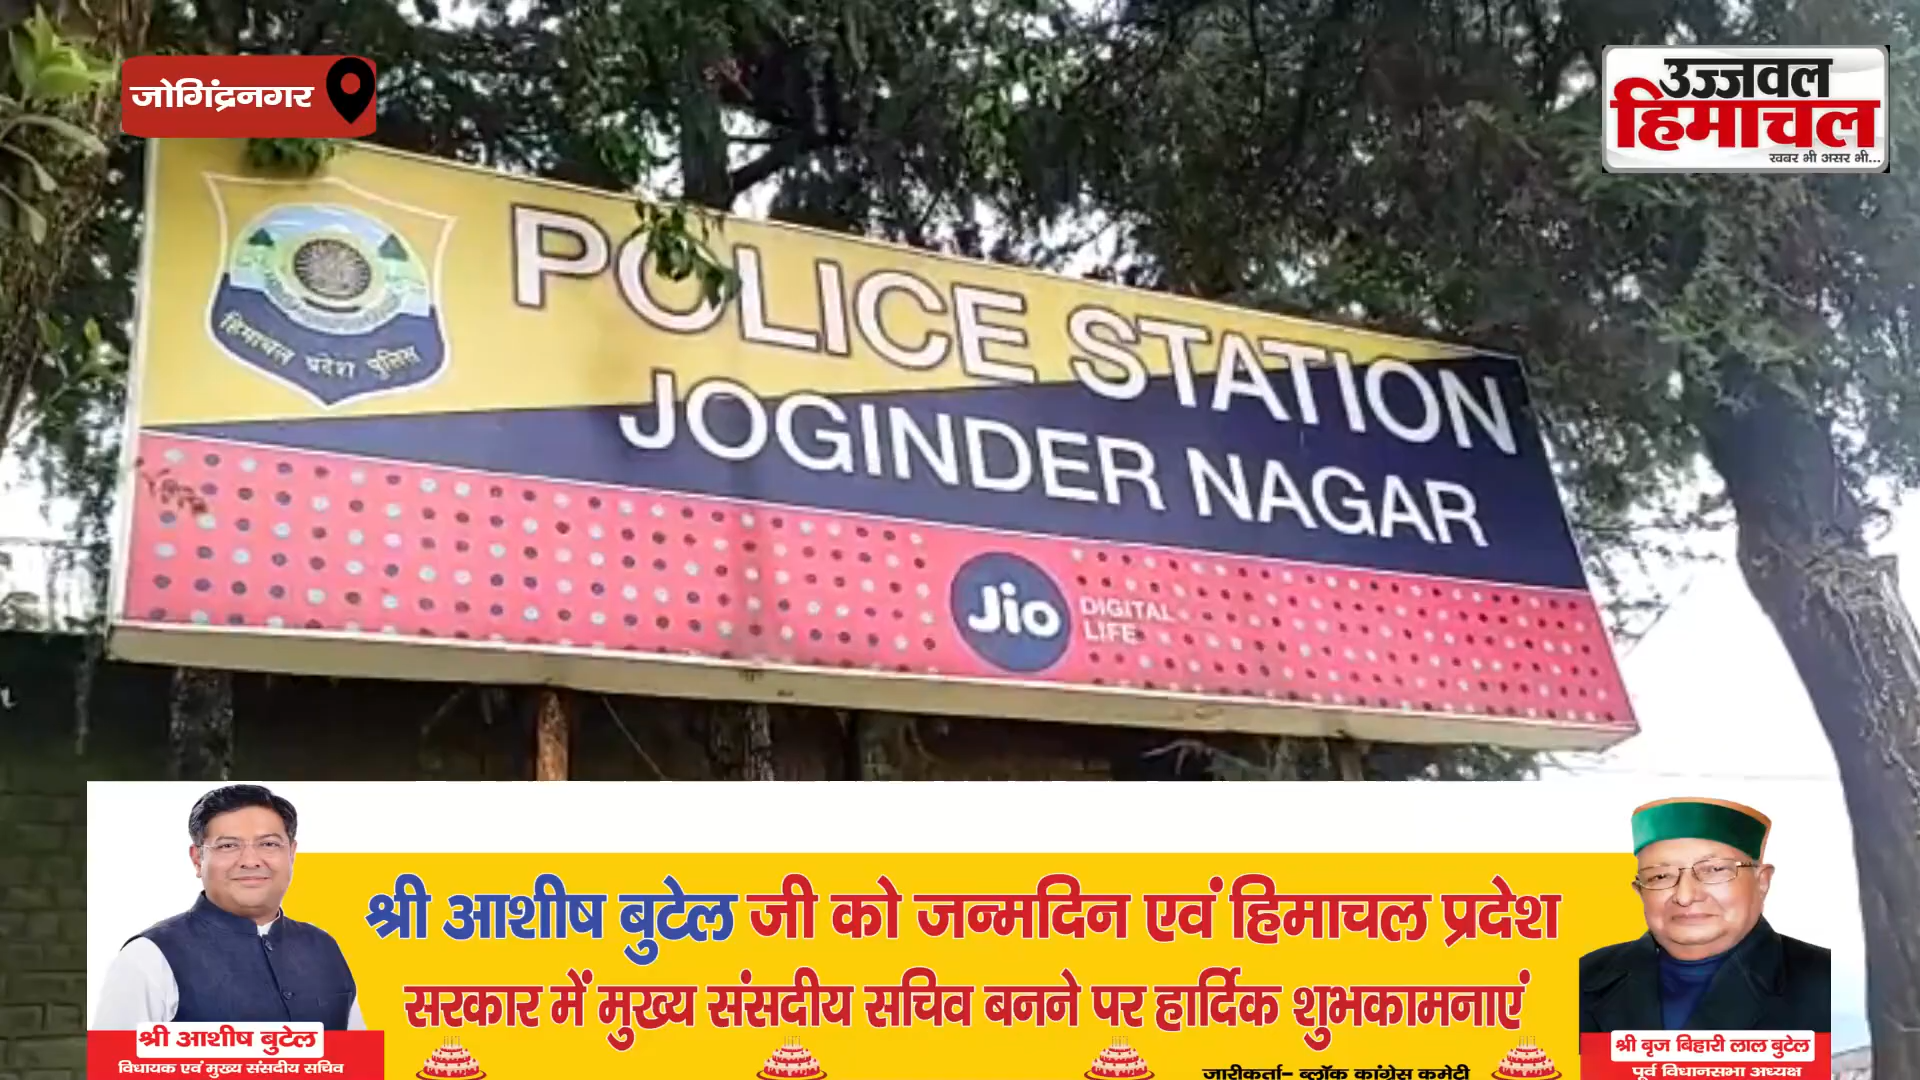 जोगिंद्रनगर
उज्जवल
हिमाचल
खबर भी असर भी...
POLICE STATION
JOGINDER NAGAR
हिमाचल प्रदेश पुलिस
Jio
DIGITAL
LIFE
श्री आशीष बुटेल जी को जन्मदिन एवं हिमाचल प्रदेश
सरकार में मुख्य संसदीय सचिव बनने पर हार्दिक शुभकामनाएं
श्री आशीष बुटेल
विधायक एवं मुख्य संसदीय सचिव
श्री बृज बिहारी लाल बुटेल
पूर्व विधानसभा अध्यक्ष
जारीकर्ता- ब्लॉक कांग्रेस कमेटी